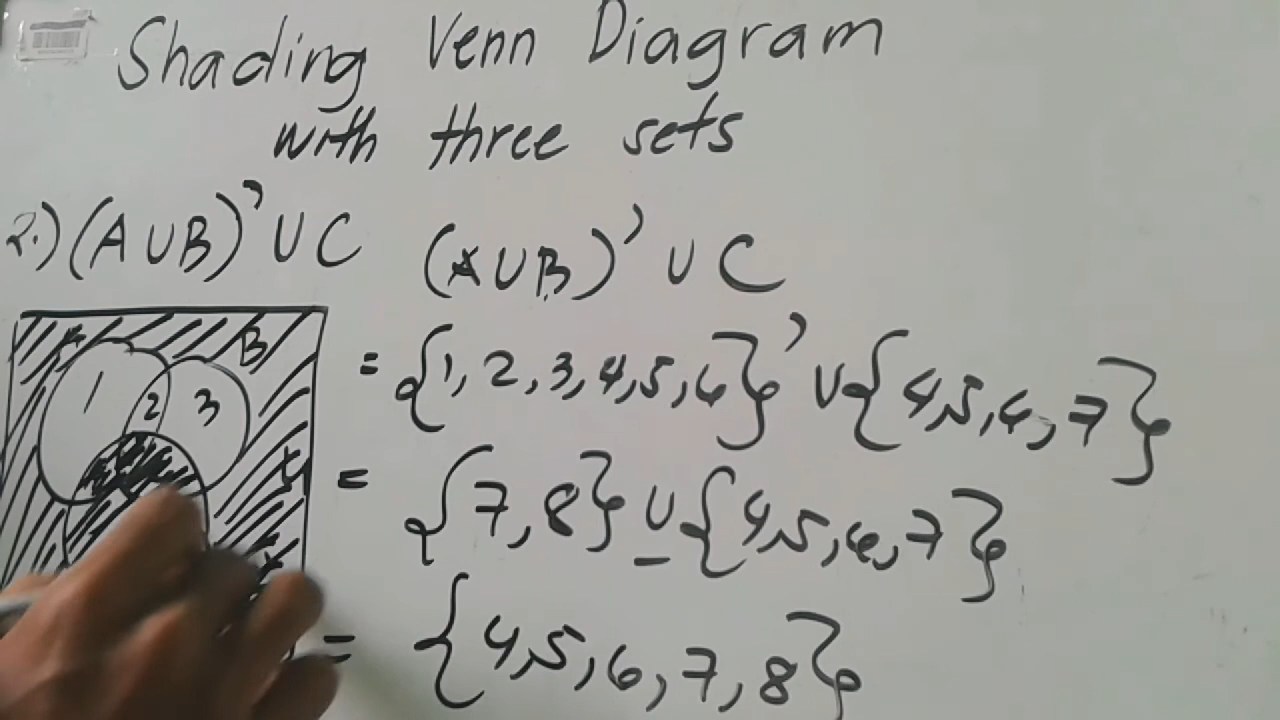 Shading Venn Diagram
with three sets
2.) (A ∪ B)' ∪ C
(A ∪ B)' ∪ C
B
1
2
3
= {1, 2, 3, 4, 5, 6}' ∪ {4, 5, 6, 7}
= {7, 8} ∪ {4, 5, 6, 7}
= {4, 5, 6, 7, 8}